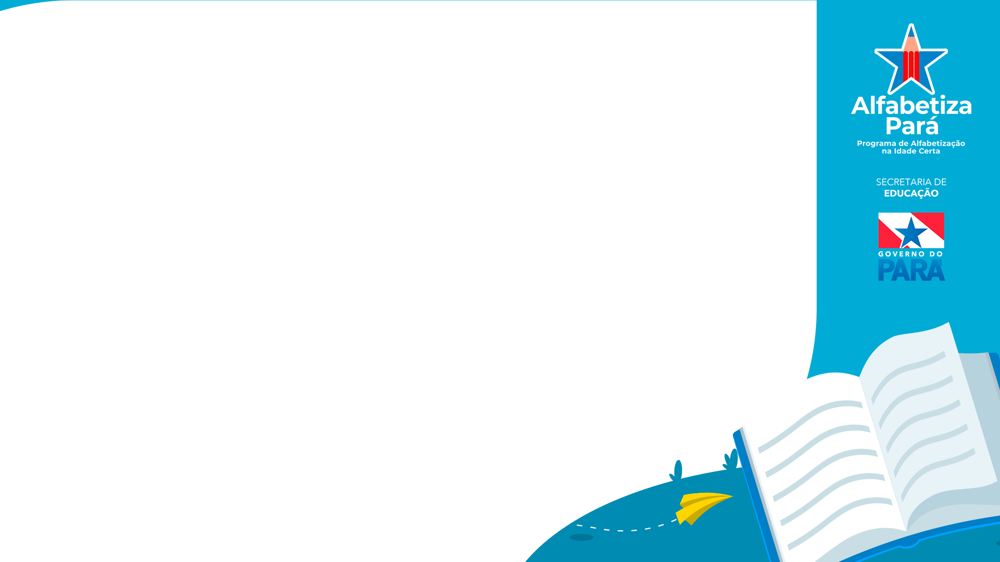 Alfabetiza
Pará
Programa de Alfabetização
na Idade Certa
SECRETARIA DE
EDUCAÇÃO
GOVERNO DO
PARÁ